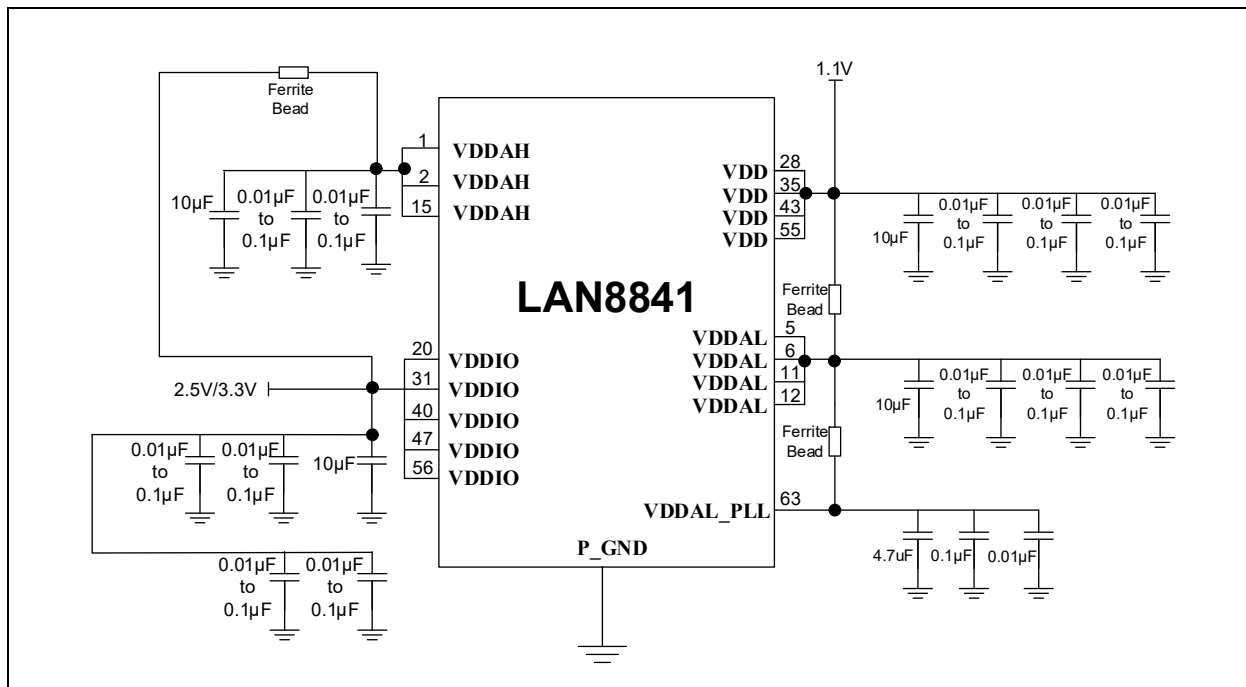 1.1V
Ferrite
Bead
1
VDDAH
2
VDDAH
15
VDDAH
10µF
0.01µF
to
0.1µF
0.01µF
to
0.1µF
28
VDD
35
VDD
43
VDD
55
VDD
10µF
0.01µF
to
0.1µF
0.01µF
to
0.1µF
0.01µF
to
0.1µF
LAN8841
Ferrite
Bead
5
VDDAL
6
VDDAL
11
VDDAL
12
VDDAL
10µF
0.01µF
to
0.1µF
0.01µF
to
0.1µF
0.01µF
to
0.1µF
20
VDDIO
2.5V/3.3V
31
VDDIO
40
VDDIO
47
VDDIO
56
VDDIO
0.01µF
to
0.1µF
0.01µF
to
0.1µF
10µF
Ferrite
Bead
63
VDDAL_PLL
4.7uF
0.1µF
0.01µF
P_GND
0.01µF
to
0.1µF
0.01µF
to
0.1µF